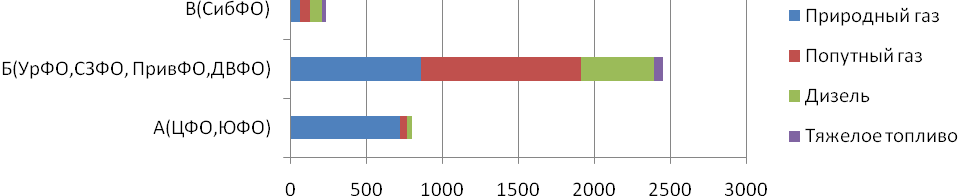 В(СибФО)
Б(УрФО,СЗФО, ПривФО,ДВФО)
А(ЦФО,ЮФО)
0 500 1000 1500 2000 2500 3000
Природный газ
Попутный газ
Дизель
Тяжелое топливо